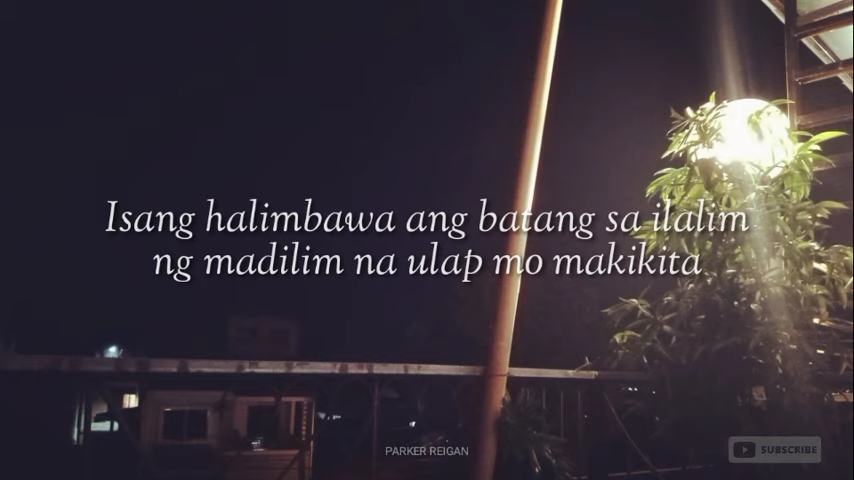 Isang halimbawa ang batang sa ilalim
ng madilim na ulap mo makikita
PARKER REIGAN
SUBSCRIBE